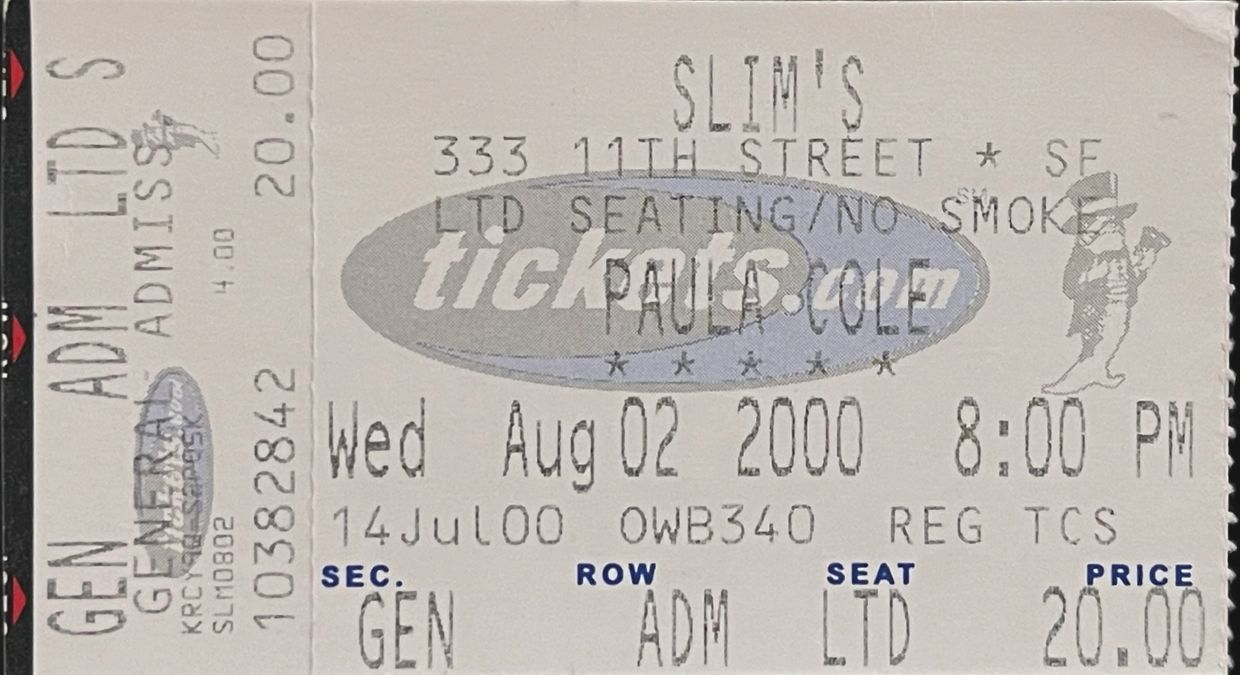 GEN ADM LTD S
GENERAL ADMISS
4.00
SLM0802
20.00
10382842
SLIM'S
333 11TH STREET * SF
LTD SEATING/NO SMOKE
tickets.com
SM
PAULA COLE
* * * * *
Wed Aug 02 2000 8:00 PM
14Jul00 OWB340 REG TCS
SEC. ROW SEAT PRICE
GEN ADM LTD 20.00